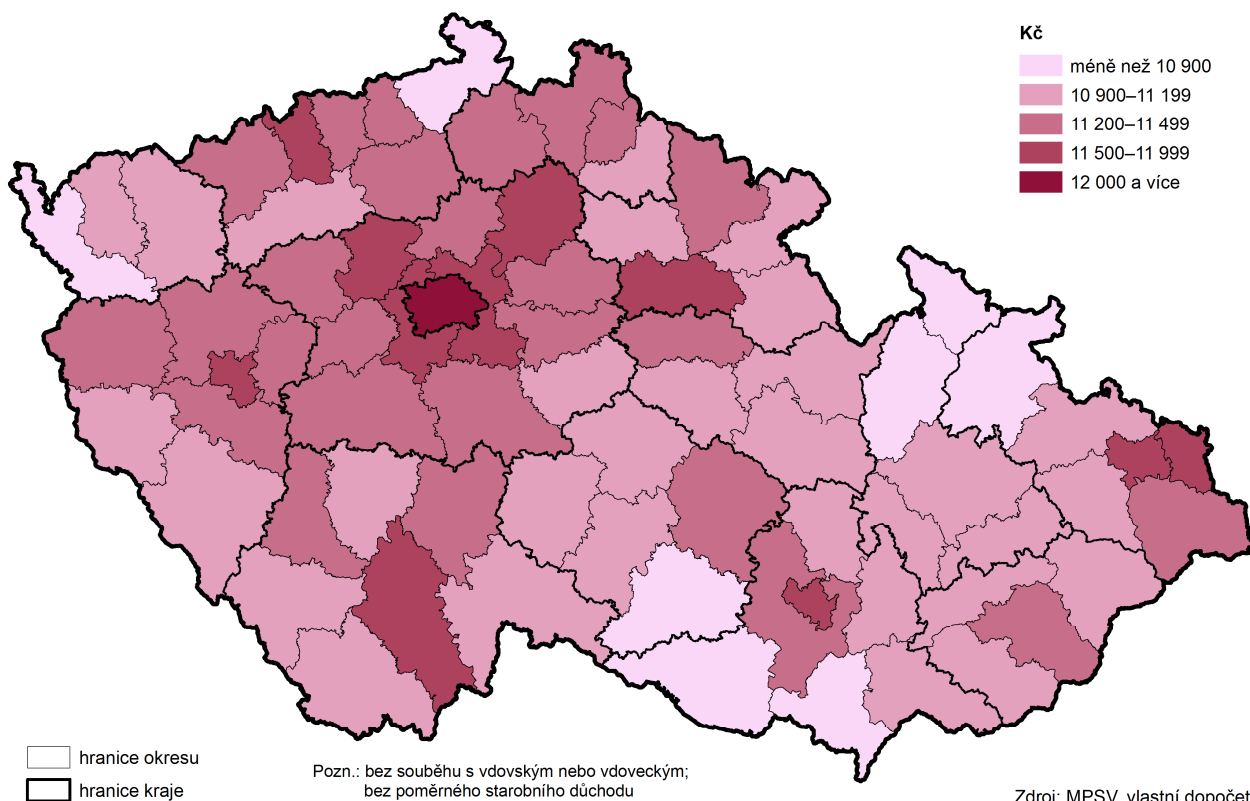 Kč
méně než 10 900
10 900–11 199
11 200–11 499
11 500–11 999
12 000 a více
hranice okresu
hranice kraje
Pozn.: bez souběhu s vdovským nebo vdoveckým;
bez poměrného starobního důchodu
Zdroj: MPSV, vlastní dopočet